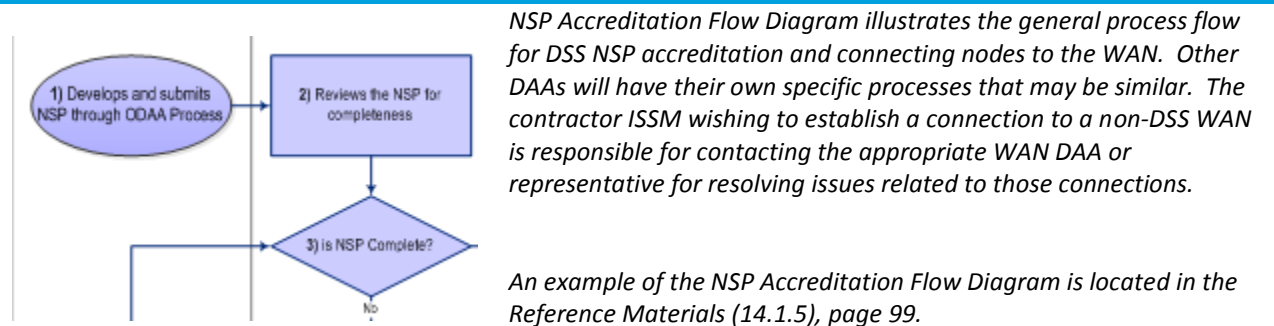 1) Develops and submits
NSP through ODAA Process
2) Reviews the NSP for
completeness
3) is NSP Complete?
No
NSP Accreditation Flow Diagram illustrates the general process flow
for DSS NSP accreditation and connecting nodes to the WAN.  Other
DAAs will have their own specific processes that may be similar.  The
contractor ISSM wishing to establish a connection to a non-DSS WAN
is responsible for contacting the appropriate WAN DAA or
representative for resolving issues related to those connections.
An example of the NSP Accreditation Flow Diagram is located in the
Reference Materials (14.1.5), page 99.